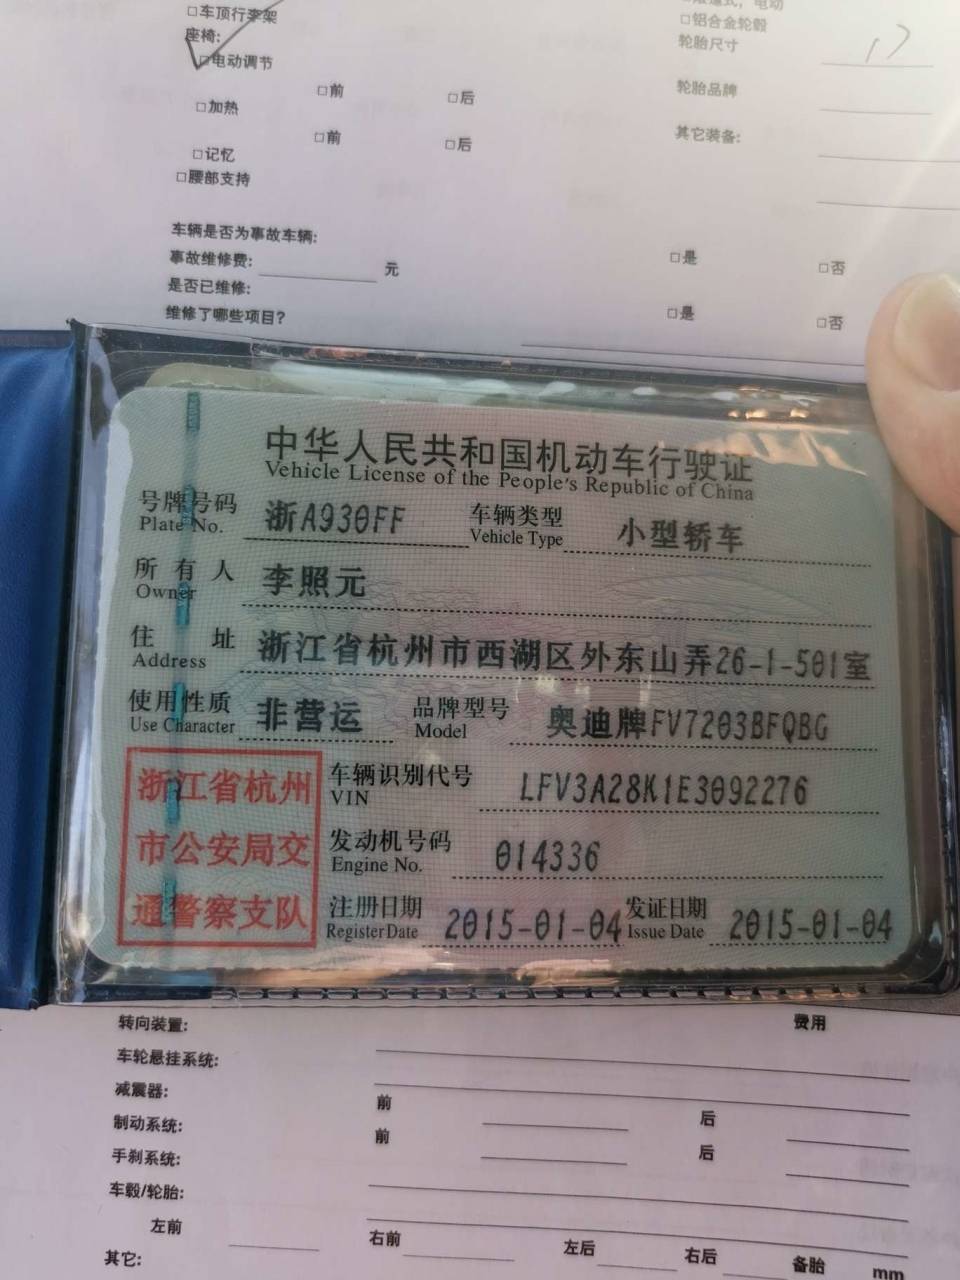 □车顶行李架
座椅:
□电动调节
□前 □后
□加热
□前 □后
□记忆
□腰部支持
□铝合金轮毂
轮胎尺寸 17
轮胎品牌
其它装备:
车辆是否为事故车辆: □是 □否
事故维修费: 元
是否已维修: □是 □否
维修了哪些项目?
中华人民共和国机动车行驶证
Vehicle License of the People's Republic of China
号牌号码 浙A930FF 车辆类型 小型轿车
Plate No. Vehicle Type
所有人 李照元
Owner
住址 浙江省杭州市西湖区外东山弄26-1-501室
Address
使用性质 非营运 品牌型号 奥迪牌FV7203BFQBG
Use Character Model
浙江省杭州
市公安局交
通警察支队
车辆识别代号 LFV3A28K1E3092276
VIN
发动机号码 014336
Engine No.
注册日期 2015-01-04 发证日期 2015-01-04
Register Date Issue Date
转向装置: 费用
车轮悬挂系统:
减震器: 前 后
制动系统: 前 后
手刹系统:
车毂/轮胎:
左前 右前 左后 右后 备胎 mm
其它: